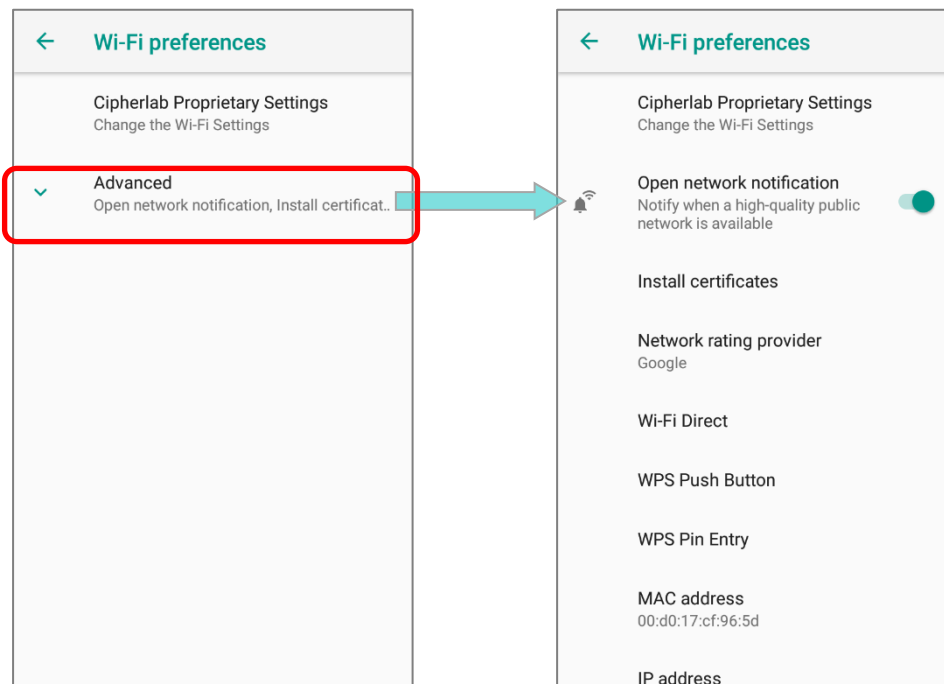 Wi-Fi preferences
Cipherlab Proprietary Settings
Change the Wi-Fi Settings
Advanced
Open network notification, Install certificat..
Wi-Fi preferences
Cipherlab Proprietary Settings
Change the Wi-Fi Settings
Open network notification
Notify when a high-quality public
network is available
Install certificates
Network rating provider
Google
Wi-Fi Direct
WPS Push Button
WPS Pin Entry
MAC address
00:d0:17:cf:96:5d
IP address